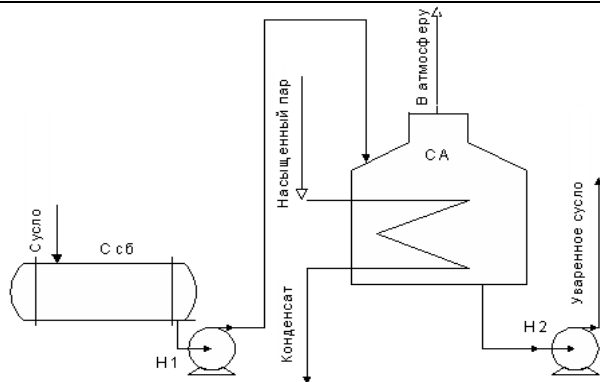 Сусло
С сб
Н1
Насыщенный пар
Конденсат
В атмосферу
СА
Н2
Уваренное сусло